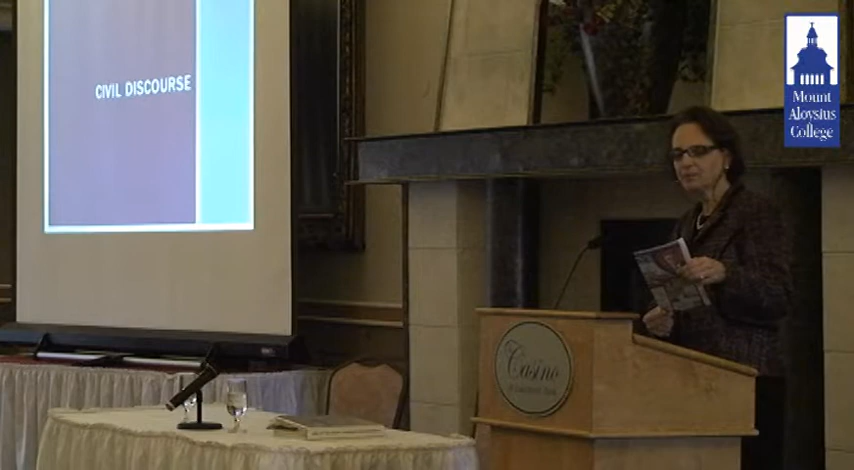 CIVIL DISCOURSE
Mount
Aloysius
College
Casino